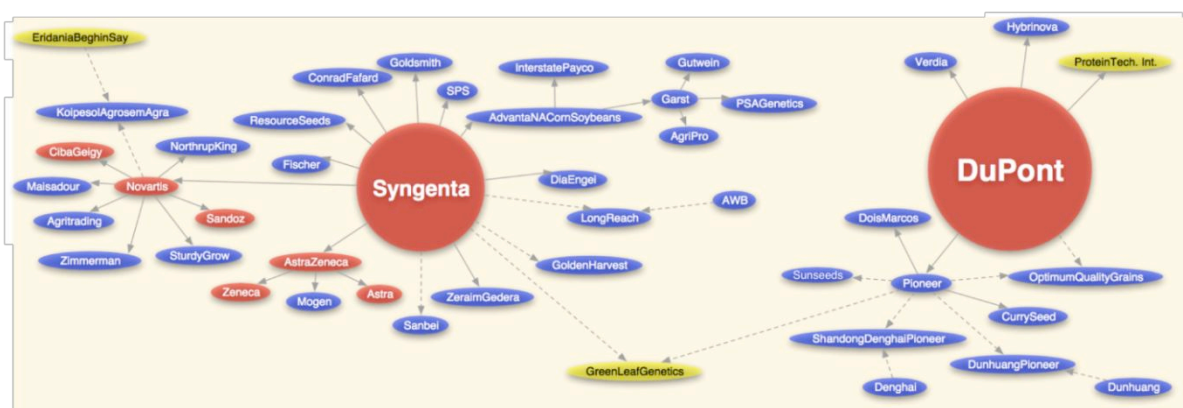 EridaniaBeghinSay
KoipesolAgrosemAgra
CibaGeigy
NorthrupKing
Maisadour
Novartis
Agritrading
Sandoz
Zimmerman
SturdyGrow
ConradFafard
Goldsmith
SPS
ResourceSeeds
Fischer
Syngenta
InterstatePayco
AdvantaNACornSoybeans
Gutwein
Garst
PSAGenetics
AgriPro
DiaEngei
LongReach
AWB
GoldenHarvest
AstraZeneca
Zeneca
Mogen
Astra
Sanbei
ZeraimGedera
GreenLeafGenetics
Hybrinova
Verdia
ProteinTech. Int.
DuPont
DoisMarcos
Sunseeds
Pioneer
OptimumQualityGrains
CurrySeed
ShandongDenghaiPioneer
DunhuangPioneer
Denghai
Dunhuang